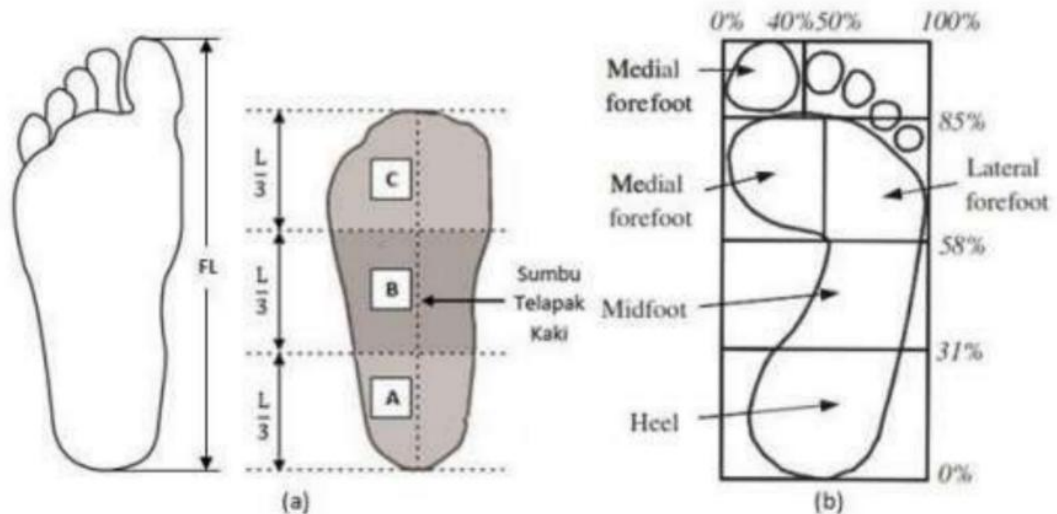 FL
L
3
L
3
L
3
C
B
A
Sumbu
Telapak
Kaki
(a)
0% 40% 50% 100%
Medial
forefoot
85%
Medial
forefoot
Lateral
forefoot
58%
Midfoot
31%
Heel
0%
(b)